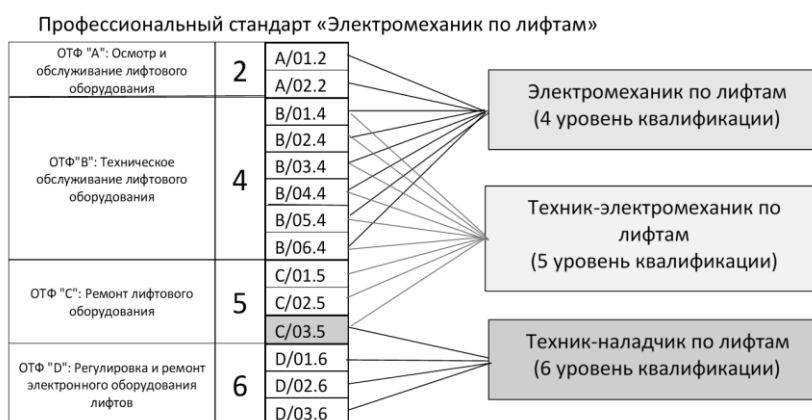 Профессиональный стандарт «Электромеханик по лифтам»
ОТФ "А": Осмотр и
обслуживание лифтового
оборудования
2
А/01.2
А/02.2
ОТФ"В": Техническое
обслуживание лифтового
оборудования
4
В/01.4
В/02.4
В/03.4
В/04.4
В/05.4
В/06.4
ОТФ "С": Ремонт лифтового
оборудования
5
С/01.5
С/02.5
С/03.5
ОТФ "D": Регулировка и ремонт
электронного оборудования
лифтов
6
D/01.6
D/02.6
D/03.6
Электромеханик по лифтам
(4 уровень квалификации)
Техник-электромеханик по
лифтам
(5 уровень квалификации)
Техник-наладчик по лифтам
(6 уровень квалификации)